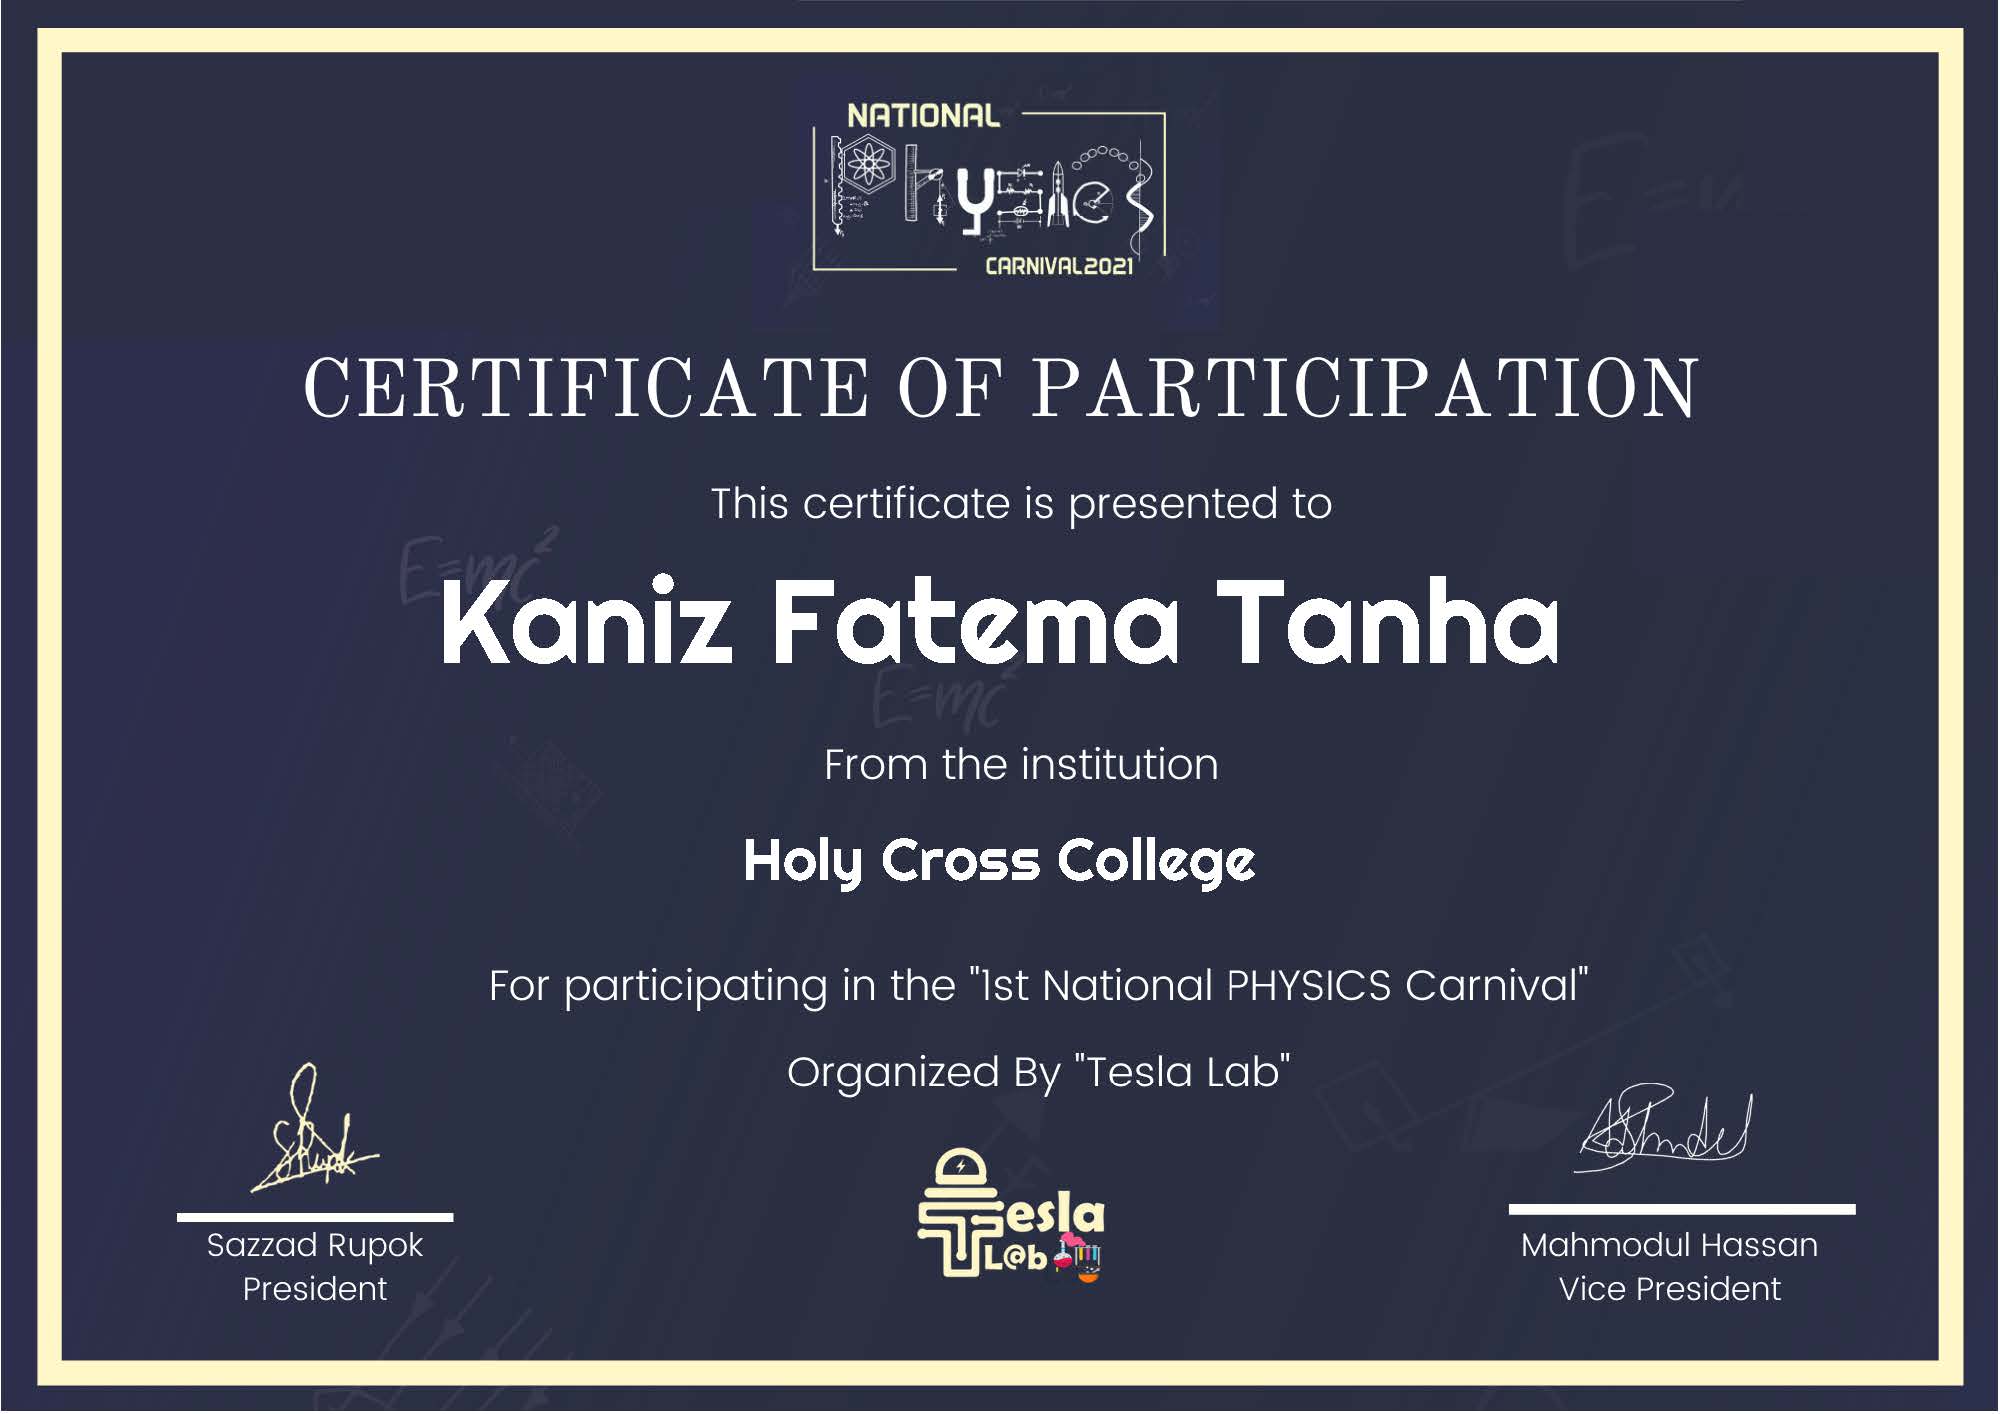 NATIONAL
Physics
CARNIVAL2021
CERTIFICATE OF PARTICIPATION
This certificate is presented to
E=mc²
Kaniz Fatema Tanha
E=mc²
From the institution
Holy Cross College
For participating in the "1st National PHYSICS Carnival"
Organized By "Tesla Lab"
Tesla
L@b
Sazzad Rupok
President
Mahmodul Hassan
Vice President